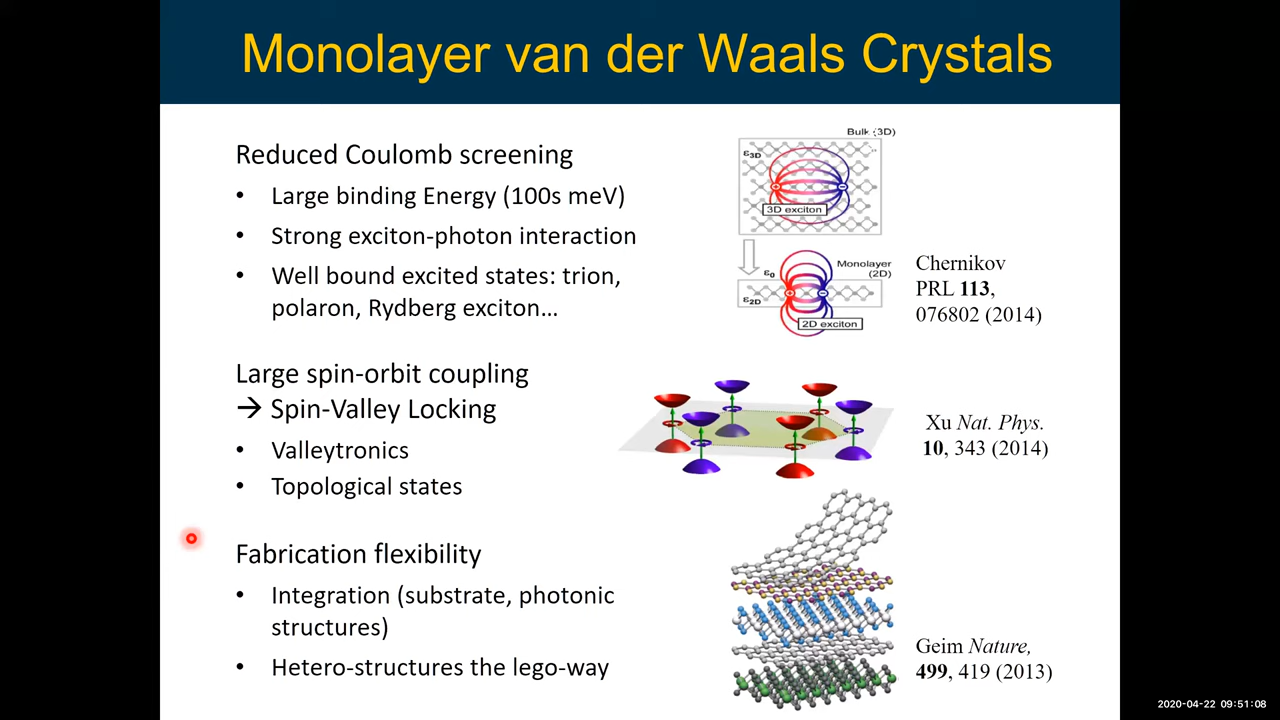 Monolayer van der Waals Crystals
Reduced Coulomb screening
• Large binding Energy (100s meV)
• Strong exciton-photon interaction
• Well bound excited states: trion,
polaron, Rydberg exciton…
Bulk (3D)
ε3D
3D exciton
Monolayer
(2D)
ε0
ε2D
2D exciton
Chernikov
PRL 113,
076802 (2014)
Large spin-orbit coupling
→ Spin-Valley Locking
• Valleytronics
• Topological states
Xu Nat. Phys.
10, 343 (2014)
Fabrication flexibility
• Integration (substrate, photonic
structures)
• Hetero-structures the lego-way
Geim Nature,
499, 419 (2013)
2020-04-22 09:51:08